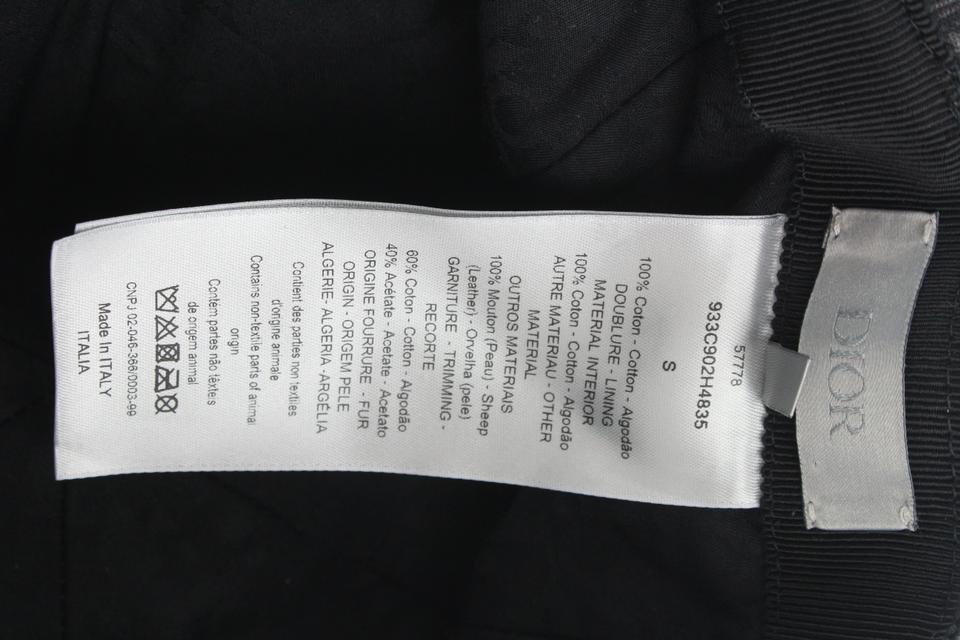 DIOR
57778
933C902H4835
S
100% Coton - Cotton - Algodão
DOUBLURE - LINING
MATERIAL INTERIOR
100% Coton - Cotton - Algodão
AUTRE MATERIAU - OTHER
MATERIAL
OUTROS MATERIAIS
100% Mouton (Peau) - Sheep
(Leather) - Orvelha (pele)
GARNITURE - TRIMMING -
RECORTE
60% Coton - Cotton - Algodão
40% Acétate - Acetate - Acetato
ORIGINE FOURRURE - FUR
ORIGIN - ORIGEM PELE
ALGERIE- ALGERIA -ARGÉLIA
Contient des parties non textiles
d'origine animale
Contains non-textile parts of animal
origin
Contém partes não têxteis
de origem animal
CNPJ 02-046-366/0003-99
Made In ITALY
ITALIA